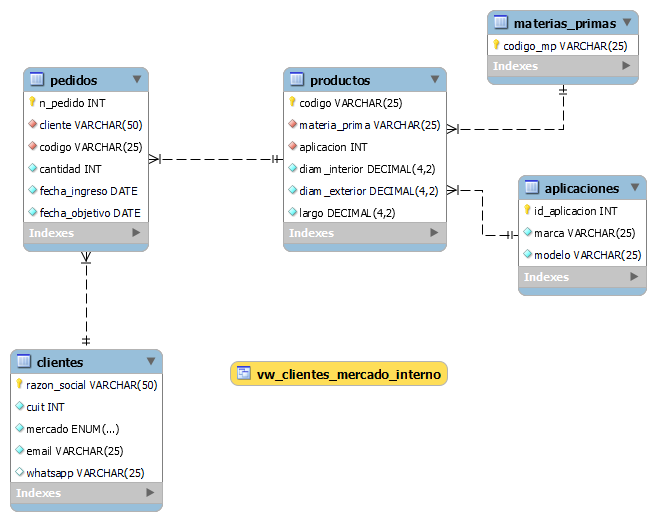 materias_primas
codigo_mp VARCHAR(25)
Indexes
pedidos
n_pedido INT
cliente VARCHAR(50)
codigo VARCHAR(25)
cantidad INT
fecha_ingreso DATE
fecha_objetivo DATE
Indexes
productos
codigo VARCHAR(25)
materia_prima VARCHAR(25)
aplicacion INT
diam_interior DECIMAL(4,2)
diam_exterior DECIMAL(4,2)
largo DECIMAL(4,2)
Indexes
aplicaciones
id_aplicacion INT
marca VARCHAR(25)
modelo VARCHAR(25)
Indexes
clientes
razon_social VARCHAR(50)
cuit INT
mercado ENUM(...)
email VARCHAR(25)
whatsapp VARCHAR(25)
Indexes
vw_clientes_mercado_interno